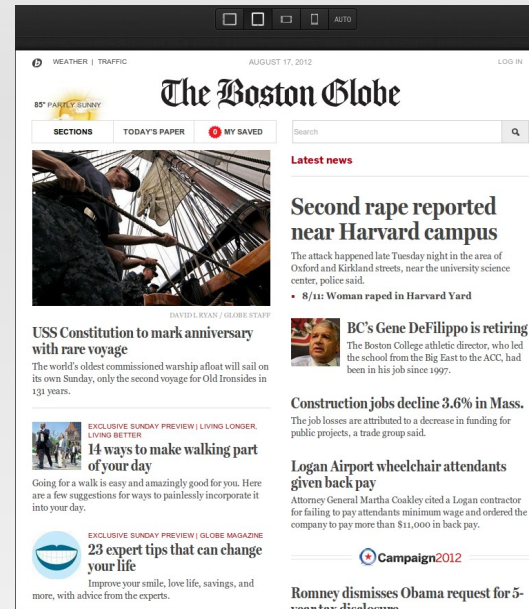 AUTO
WEATHER | TRAFFIC
AUGUST 17, 2012
LOG IN
85° PARTLY SUNNY
The Boston Globe
SECTIONS
TODAY'S PAPER
0 MY SAVED
Search
DAVID L RYAN / GLOBE STAFF
USS Constitution to mark anniversary
with rare voyage
The world's oldest commissioned warship afloat will sail on
its own Sunday, only the second voyage for Old Ironsides in
131 years.
EXCLUSIVE SUNDAY PREVIEW | LIVING LONGER,
LIVING BETTER
14 ways to make walking part
of your day
Going for a walk is easy and amazingly good for you. Here
are a few suggestions for ways to painlessly incorporate it
into your day.
EXCLUSIVE SUNDAY PREVIEW | GLOBE MAGAZINE
23 expert tips that can change
your life
Improve your smile, love life, savings, and
more, with advice from the experts.
Latest news
Second rape reported
near Harvard campus
The attack happened late Tuesday night in the area of
Oxford and Kirkland streets, near the university science
center, police said.
8/11: Woman raped in Harvard Yard
BC's Gene DeFilippo is retiring
The Boston College athletic director, who led
the school from the Big East to the ACC, had
been in his job since 1997.
Construction jobs decline 3.6% in Mass.
The job losses are attributed to a decrease in funding for
public projects, a trade group said.
Logan Airport wheelchair attendants
given back pay
Attorney General Martha Coakley cited a Logan contractor
for failing to pay attendants minimum wage and ordered the
company to pay more than $11,000 in back pay.
Campaign2012
Romney dismisses Obama request for 5-
year tax disclosure